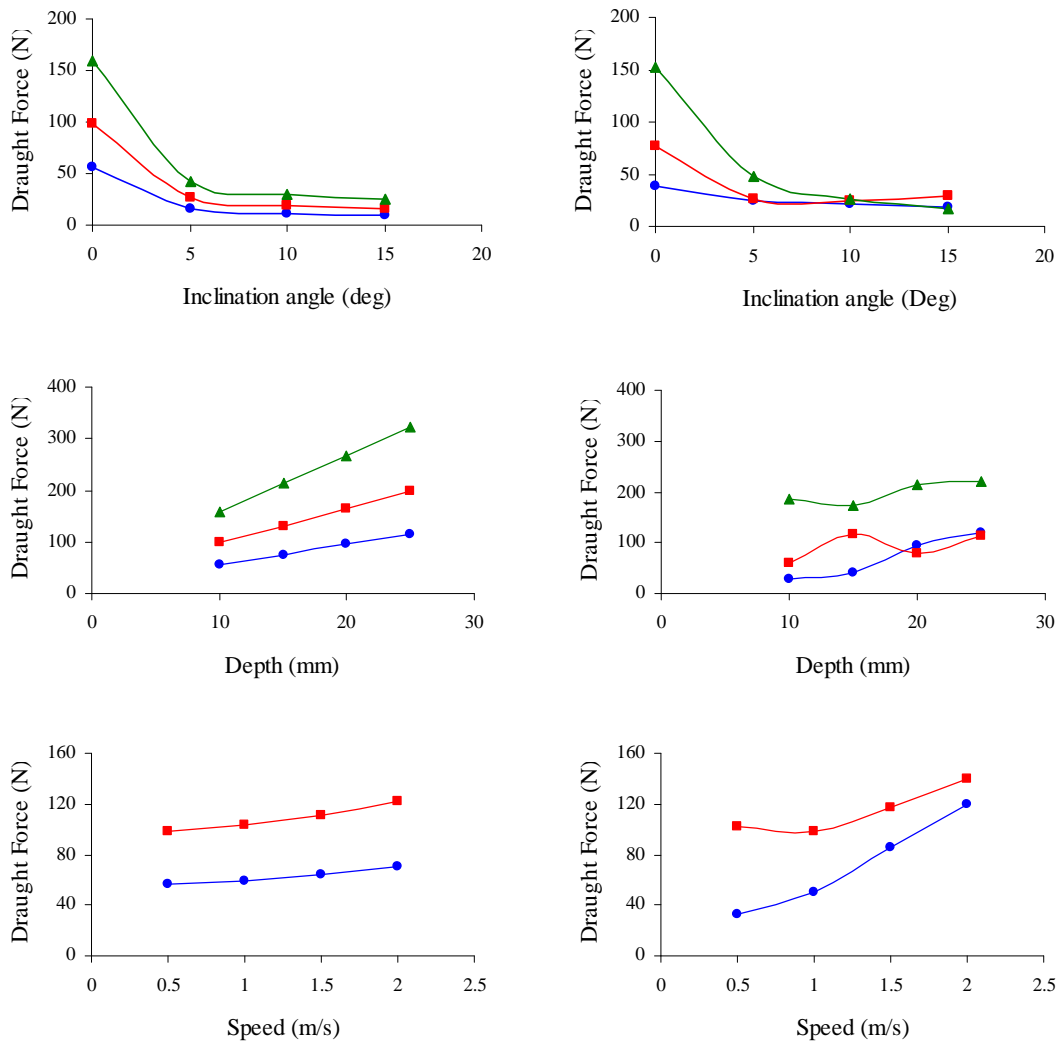 Draught Force (N)
200
150
100
50
0
0 5 10 15 20
Inclination angle (deg)
Draught Force (N)
200
150
100
50
0
0 5 10 15 20
Inclination angle (Deg)
Draught Force (N)
400
300
200
100
0
0 10 20 30
Depth (mm)
Draught Force (N)
400
300
200
100
0
0 10 20 30
Depth (mm)
Draught Force (N)
160
120
80
40
0
0 0.5 1 1.5 2 2.5
Speed (m/s)
Draught Force (N)
160
120
80
40
0
0 0.5 1 1.5 2 2.5
Speed (m/s)